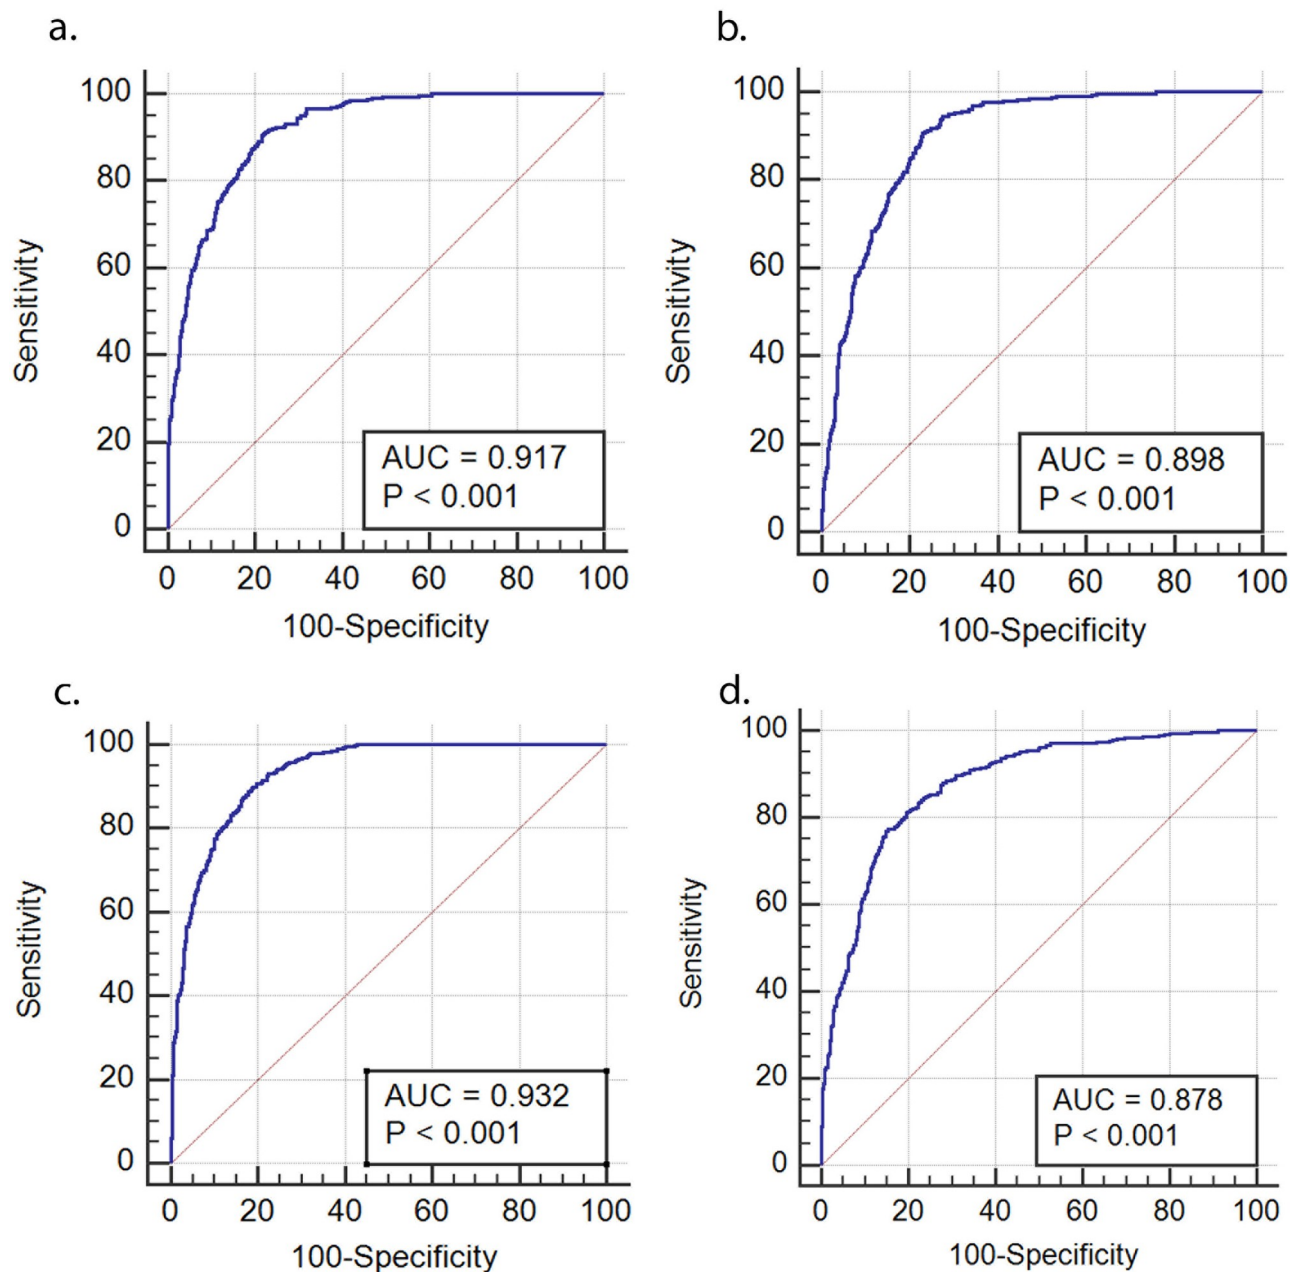 a.
100
80
60
40
20
0
Sensitivity
AUC = 0.917
P < 0.001
0 20 40 60 80 100
100-Specificity
b.
100
80
60
40
20
0
Sensitivity
AUC = 0.898
P < 0.001
0 20 40 60 80 100
100-Specificity
c.
100
80
60
40
20
0
Sensitivity
AUC = 0.932
P < 0.001
0 20 40 60 80 100
100-Specificity
d.
100
80
60
40
20
0
Sensitivity
AUC = 0.878
P < 0.001
0 20 40 60 80 100
100-Specificity